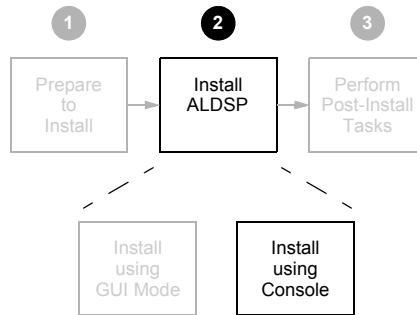 1
2
3
Prepare
to
Install
Install
ALDSP
Perform
Post-Install
Tasks
Install
using
GUI Mode
Install
using
Console